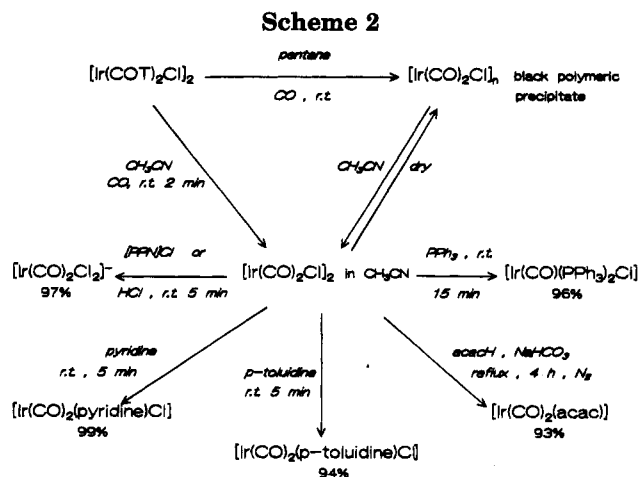 Scheme 2
pentane
[Ir(COT)₂Cl]₂ [Ir(CO)₂Cl]ₙ black polymeric
CO , r.t precipitate
CH₃CN
CO, r.t 2 min
CH₃CN dry
[PPN]Cl or PPh₃ , r.t
[Ir(CO)₂Cl₂]⁻ [Ir(CO)₂Cl]₂ in CH₃CN [Ir(CO)(PPh₃)₂Cl]
97% HCl , r.t 5 min 15 min 96%
pyridine
r.t , 5 min
p-toluidine
r.t 5 min
acacH , NaHCO₃
reflux , 4 h , N₂
[Ir(CO)₂(pyridine)Cl] [Ir(CO)₂(acac)]
99% 93%
[Ir(CO)₂(p-toluidine)Cl]
94%